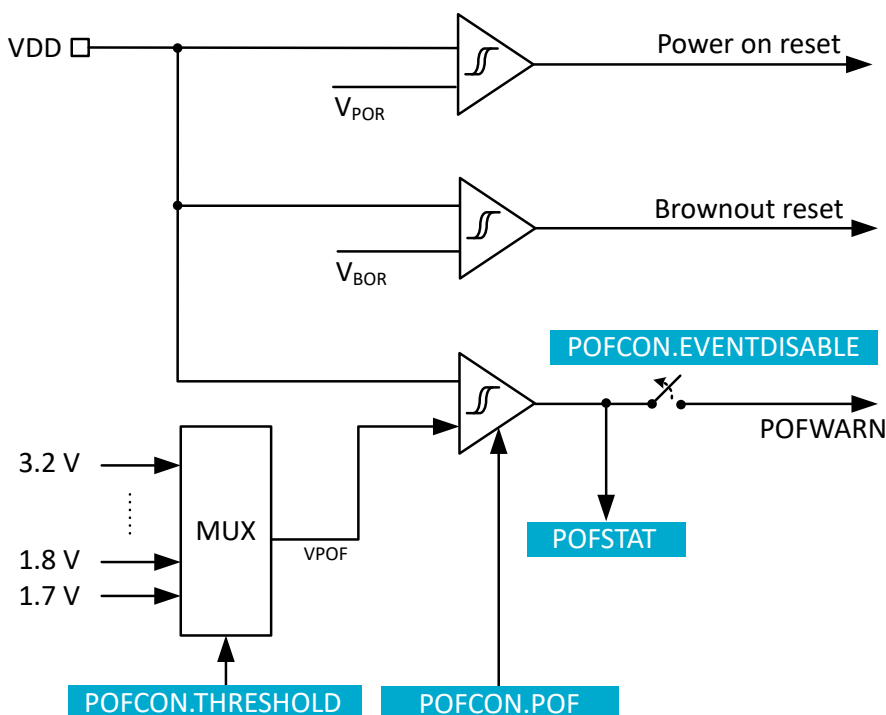 VDD
Power on reset
VPOR
Brownout reset
VBOR
POFCON.EVENTDISABLE
POFWARN
3.2 V
MUX
VPOF
POFSTAT
1.8 V
1.7 V
POFCON.THRESHOLD
POFCON.POF